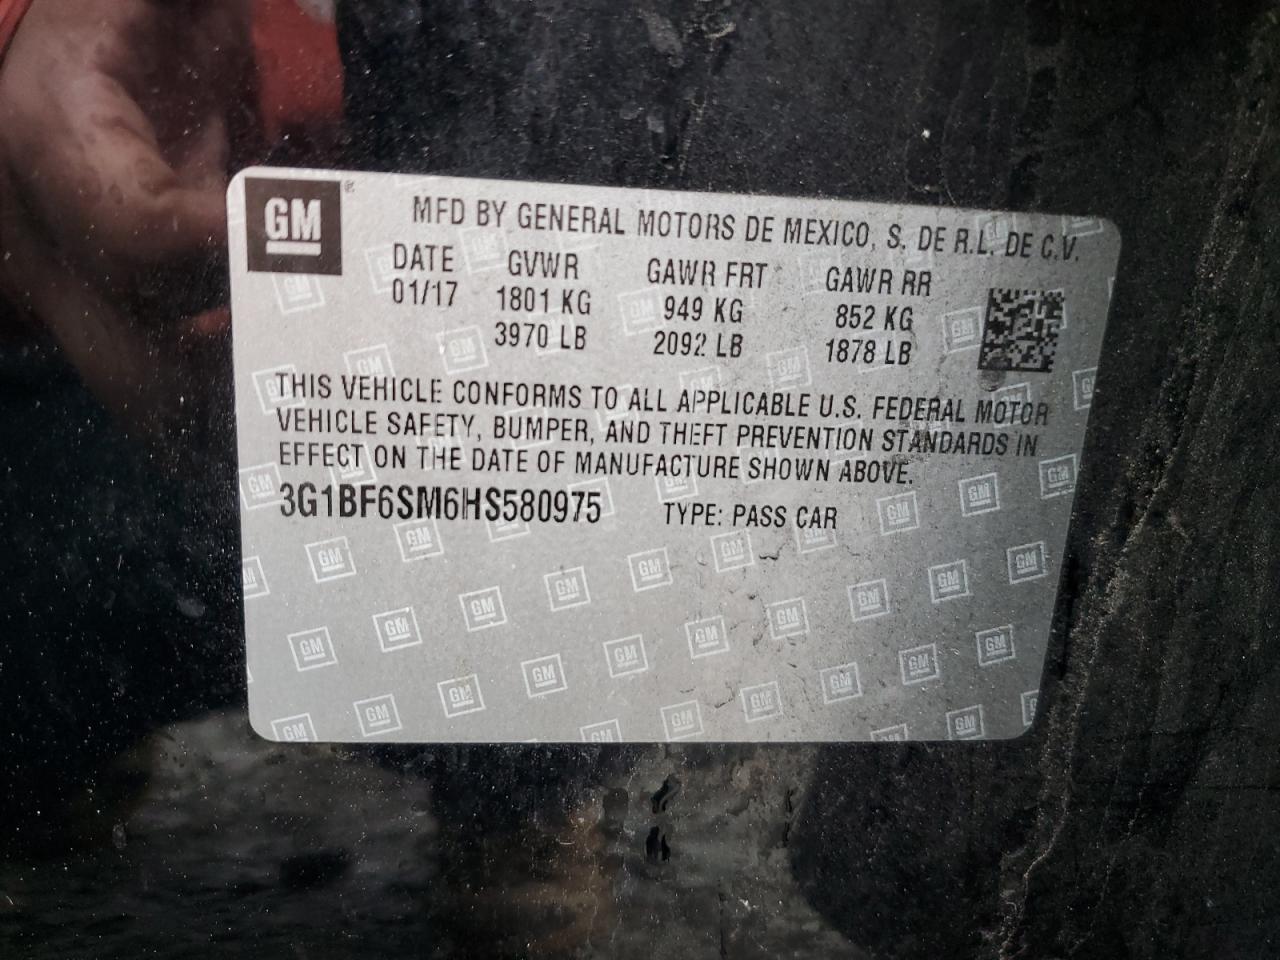 GM
MFD BY GENERAL MOTORS DE MEXICO, S. DE R.L. DE C.V.
DATE GVWR GAWR FRT GAWR RR
01/17 1801 KG 949 KG 852 KG
3970 LB 2092 LB 1878 LB
THIS VEHICLE CONFORMS TO ALL APPLICABLE U.S. FEDERAL MOTOR
VEHICLE SAFETY, BUMPER, AND THEFT PREVENTION STANDARDS IN
EFFECT ON THE DATE OF MANUFACTURE SHOWN ABOVE.
3G1BF6SM6HS580975 TYPE: PASS CAR